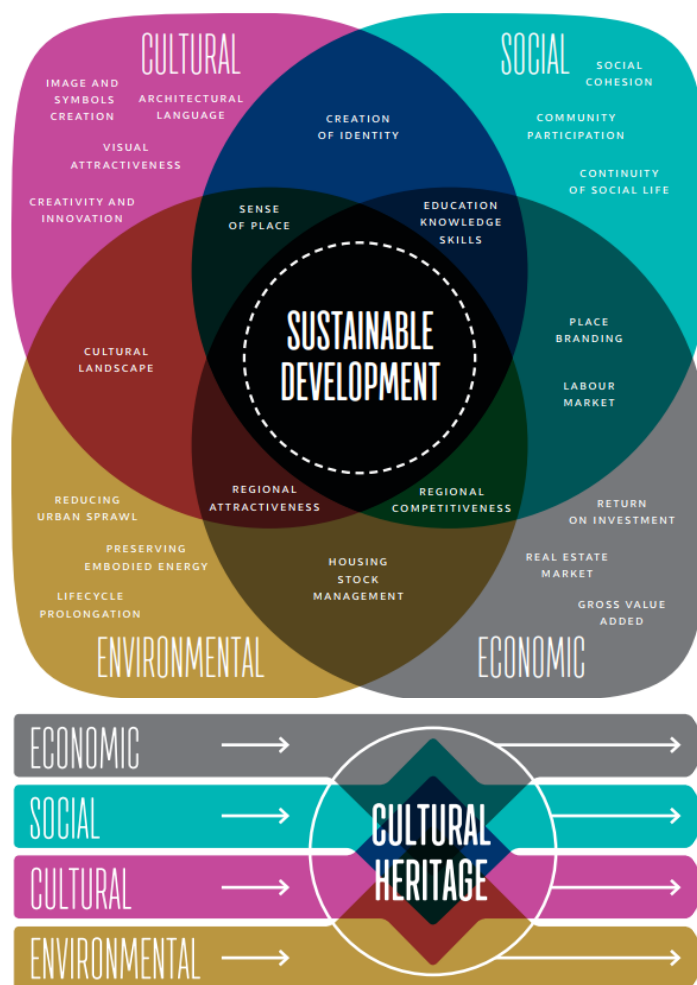 CULTURAL
SOCIAL
IMAGE AND
SYMBOLS
CREATION
ARCHITECTURAL
LANGUAGE
VISUAL
ATTRACTIVENESS
CREATIVITY AND
INNOVATION
CREATION
OF IDENTITY
SOCIAL
COHESION
COMMUNITY
PARTICIPATION
CONTINUITY
OF SOCIAL LIFE
SENSE
OF PLACE
EDUCATION
KNOWLEDGE
SKILLS
SUSTAINABLE
DEVELOPMENT
CULTURAL
LANDSCAPE
PLACE
BRANDING
LABOUR
MARKET
REGIONAL
ATTRACTIVENESS
REGIONAL
COMPETITIVENESS
REDUCING
URBAN SPRAWL
PRESERVING
EMBODIED ENERGY
LIFECYCLE
PROLONGATION
HOUSING
STOCK
MANAGEMENT
RETURN
ON INVESTMENT
REAL ESTATE
MARKET
GROSS VALUE
ADDED
ENVIRONMENTAL
ECONOMIC
ECONOMIC
SOCIAL
CULTURAL
ENVIRONMENTAL
CULTURAL
HERITAGE